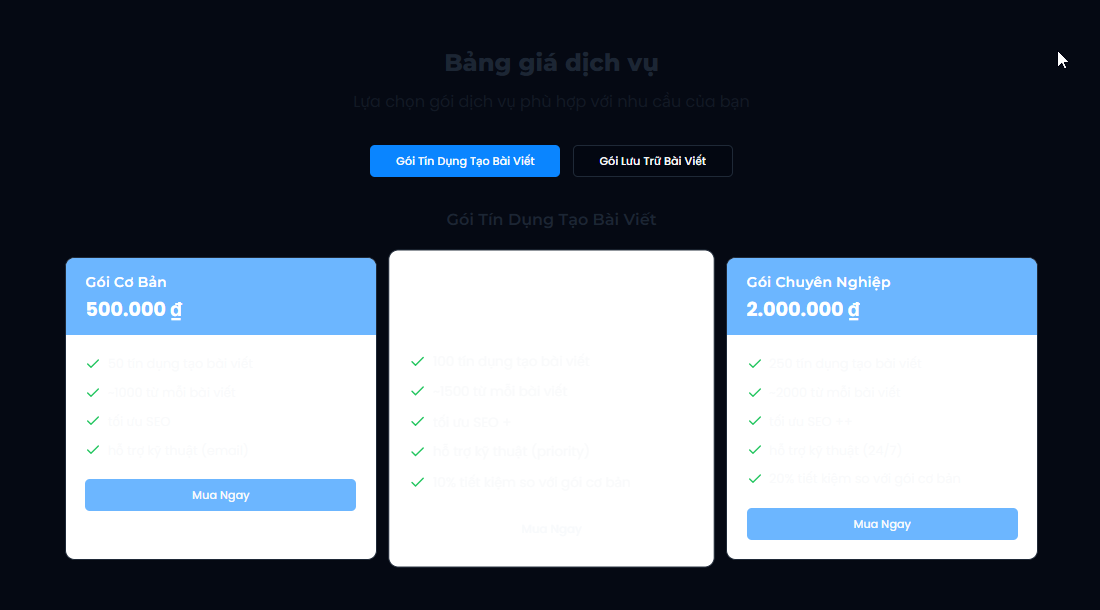 Bảng giá dịch vụ
Lựa chọn gói dịch vụ phù hợp với nhu cầu của bạn
Gói Tín Dụng Tạo Bài Viết
Gói Lưu Trữ Bài Viết
Gói Tín Dụng Tạo Bài Viết
Gói Cơ Bản
500.000 ₫
50 tín dụng tạo bài viết
~1000 từ mỗi bài viết
tối ưu SEO
hỗ trợ kỹ thuật (email)
Mua Ngay
100 tín dụng tạo bài viết
~1500 từ mỗi bài viết
tối ưu SEO +
hỗ trợ kỹ thuật (priority)
10% tiết kiệm so với gói cơ bản
Mua Ngay
Gói Chuyên Nghiệp
2.000.000 ₫
250 tín dụng tạo bài viết
~2000 từ mỗi bài viết
tối ưu SEO ++
hỗ trợ kỹ thuật (24/7)
20% tiết kiệm so với gói cơ bản
Mua Ngay